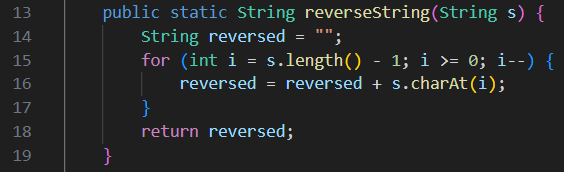 13 public static String reverseString(String s) {
14 String reversed = "";
15 for (int i = s.length() - 1; i >= 0; i--) {
16 reversed = reversed + s.charAt(i);
17 }
18 return reversed;
19 }